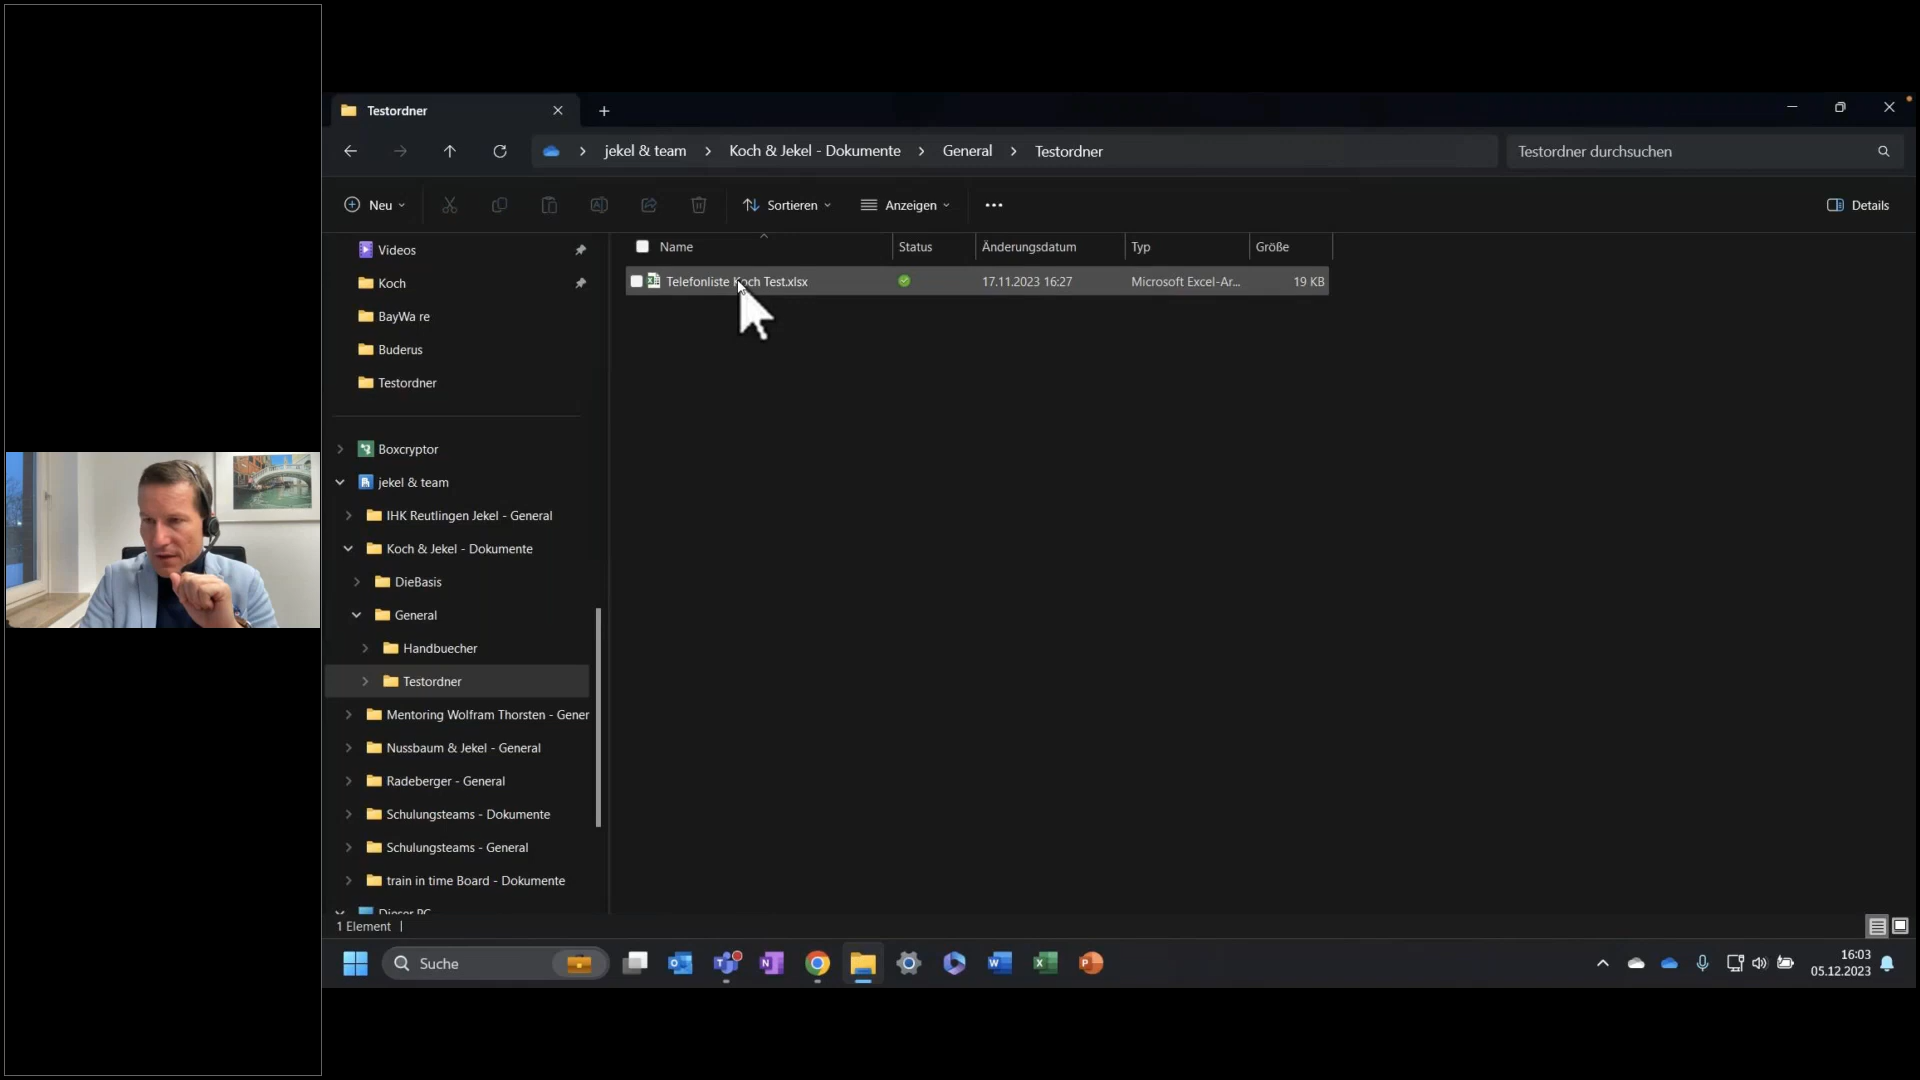 Testordner
jekel & team
Koch & Jekel - Dokumente
General
Testordner
Testordner durchsuchen
Neu
Sortieren
Anzeigen
Details
Name
Status
Änderungsdatum
Typ
Größe
Telefonliste Koch Test.xlsx
17.11.2023 16:27
Microsoft Excel-Ar...
19 KB
Videos
Koch
BayWa re
Buderus
Testordner
Boxcryptor
jekel & team
IHK Reutlingen Jekel - General
Koch & Jekel - Dokumente
DieBasis
General
Handbuecher
Testordner
Mentoring Wolfram Thorsten - Gener
Nussbaum & Jekel - General
Radeberger - General
Schulungsteams - Dokumente
Schulungsteams - General
train in time Board - Dokumente
Dieser PC
1 Element
Suche
16:03
05.12.2023